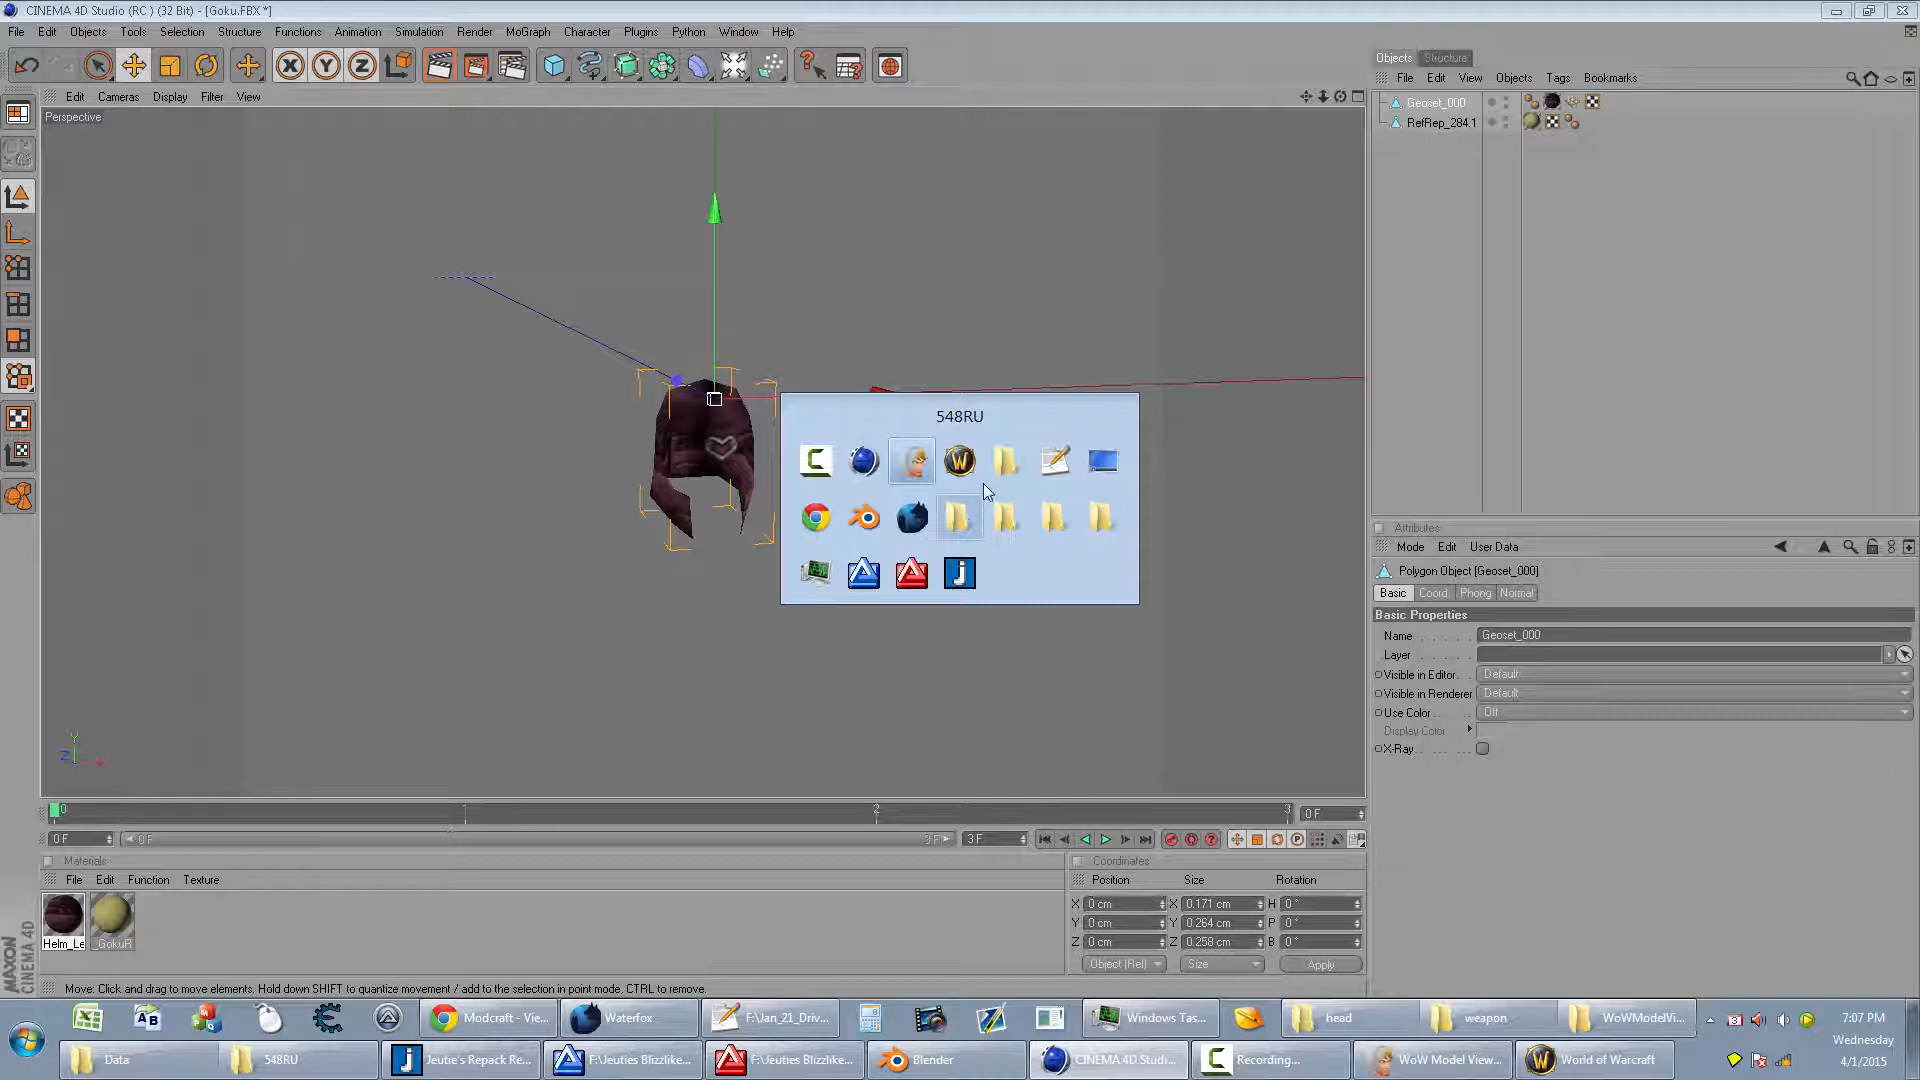 CINEMA 4D Studio (RC ) (32 Bit) - [Goku.FBX *]
File Edit Objects Tools Selection Structure Functions Animation Simulation Render MoGraph Character Plugins Python Window Help
Objects Structure
File Edit View Objects Tags Bookmarks
Edit Cameras Display Filter View
Geoset_000
Perspective
RefRep_284.1
548RU
Attributes
Mode Edit User Data
Polygon Object [Geoset_000]
Basic Coord Phong Normal
Basic Properties
Name Geoset_000
Layer
Visible in Editor Default
Visible in Renderer Default
Use Color Off
Display Color
X-Ray
0 1 2 3 0 F
0 F 0 F 3 F 3 F
Materials
Coordinates
File Edit Function Texture
Position Size Rotation
X 0 cm X 0.171 cm H 0 °
Y 0 cm Y 0.264 cm P 0 °
Z 0 cm Z 0.258 cm B 0 °
Helm_Le _GokuR
Object (Rel) Size Apply
MAXON CINEMA 4D
Move: Click and drag to move elements. Hold down SHIFT to quantize movement / add to the selection in point mode, CTRL to remove.
Modcraft - Vie... Waterfox F:\Jan_21_Driv... Windows Tas... head weapon WoWModelVi... 7:07 PM
Wednesday
Data 548RU Jeutie's Repack Re... F:\Jeuties Blizzlike... F:\Jeuties Blizzlike... Blender CINEMA 4D Studi... Recording... WoW Model View... World of Warcraft 4/1/2015